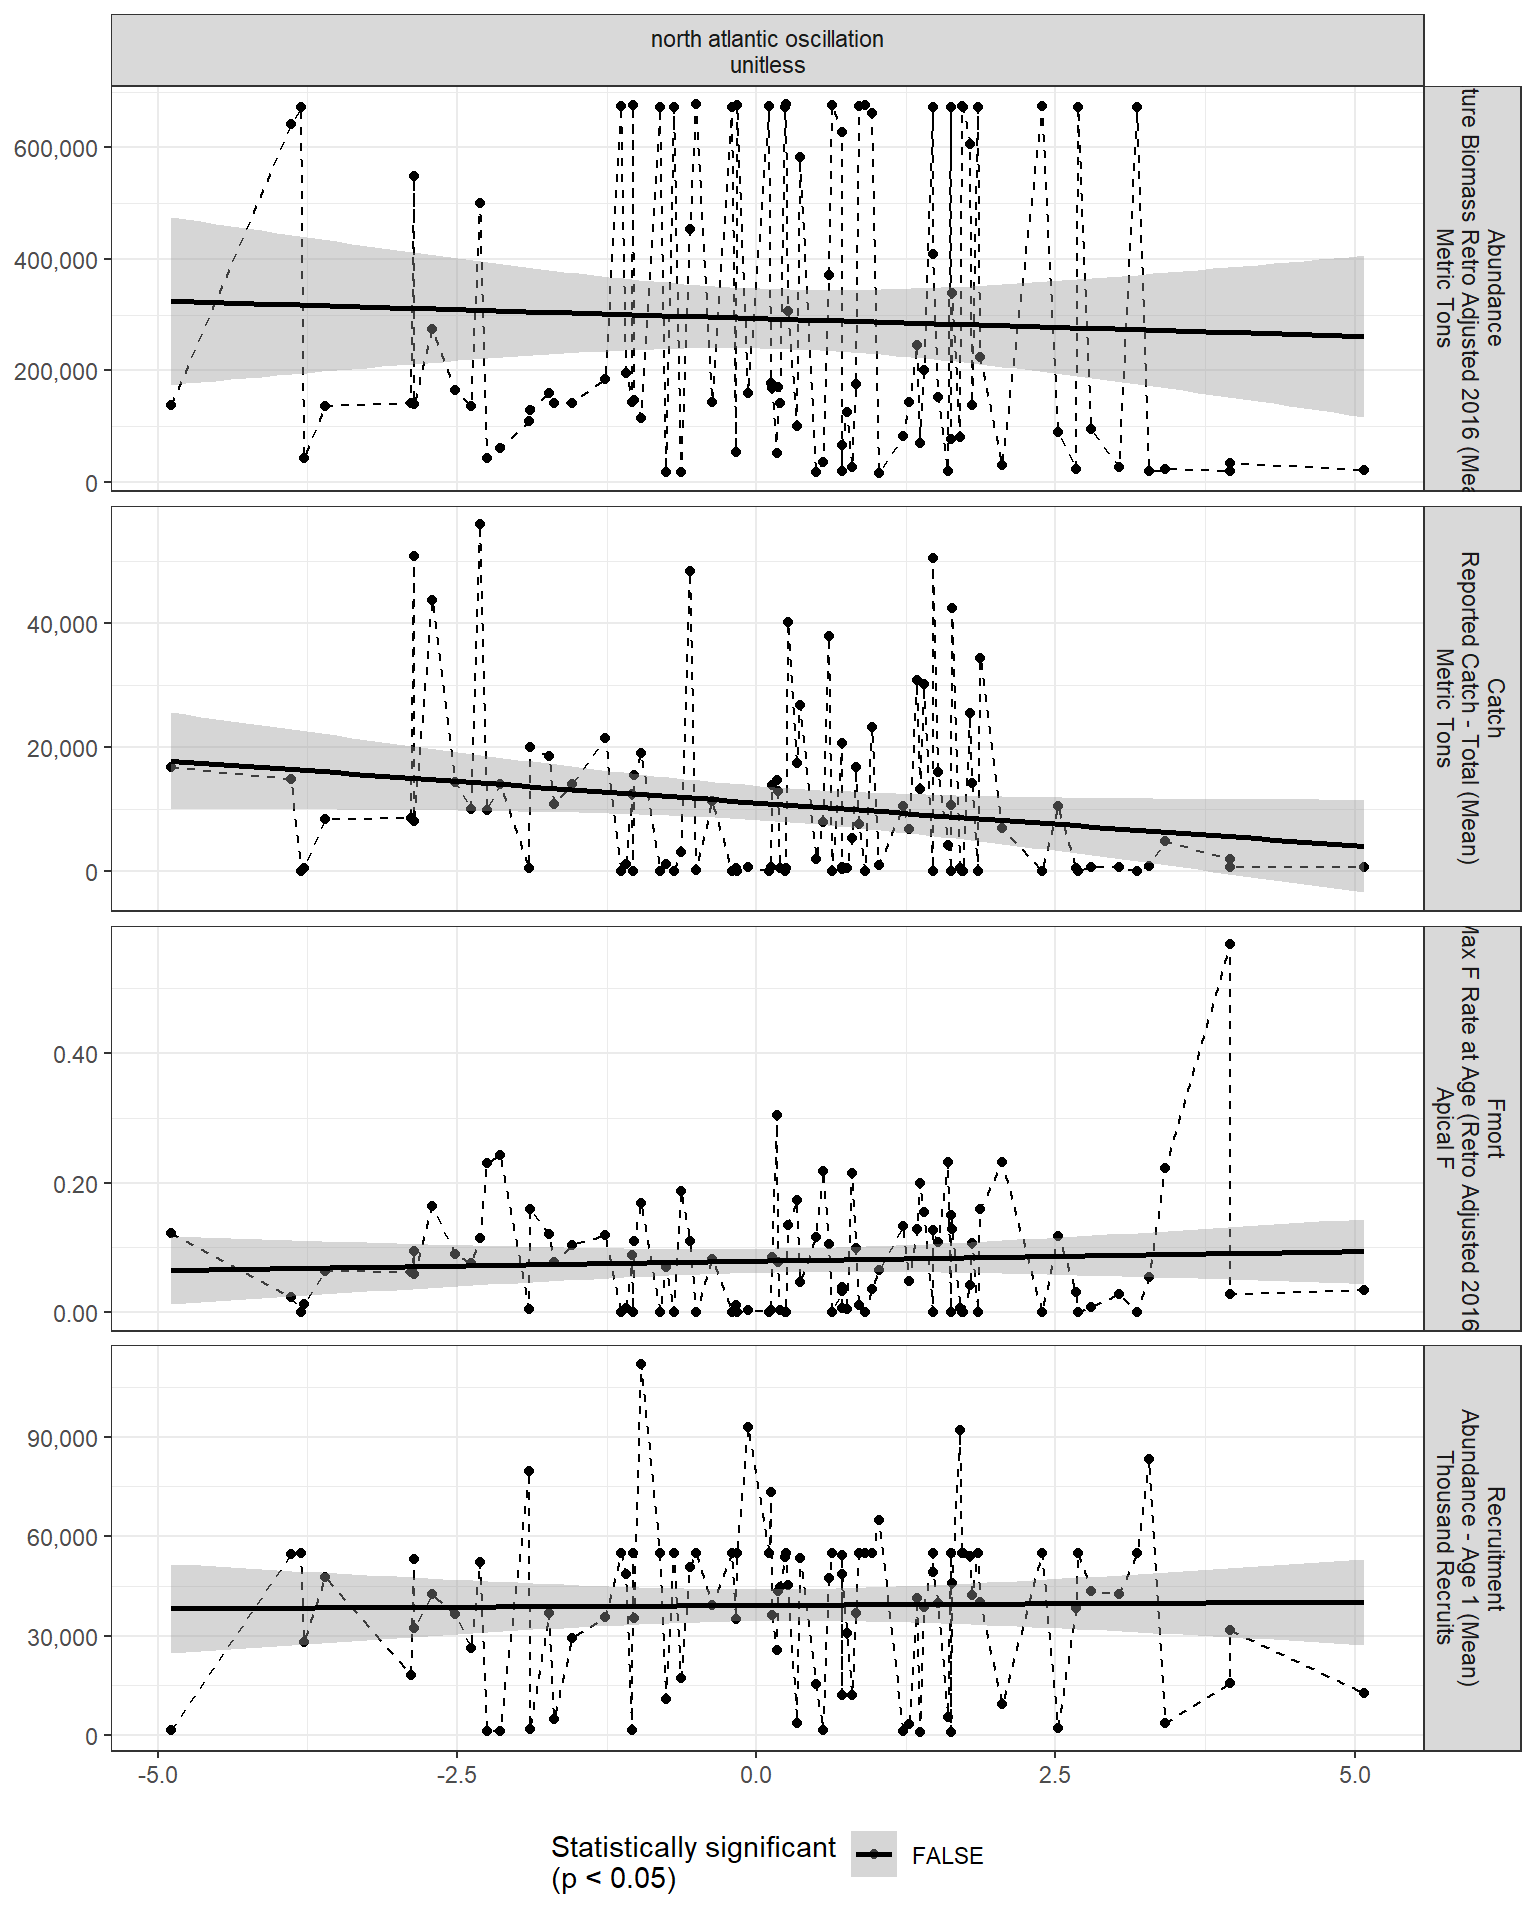 north atlantic oscillation
unitless
600,000
400,000
200,000
0
Abundance
Biomass Retro Adjusted 2016
Metric Tons
40,000
20,000
0
Catch
Reported Catch - Total (Mean)
Metric Tons
0.40
0.20
0.00
Fmort
F Rate at Age (Retro Adjusted 2016
Apical F
90,000
60,000
30,000
0
Recruitment
Abundance - Age 1 (Mean)
Thousand Recruits
-5.0
-2.5
0.0
2.5
5.0
Statistically significant
(p < 0.05)
FALSE